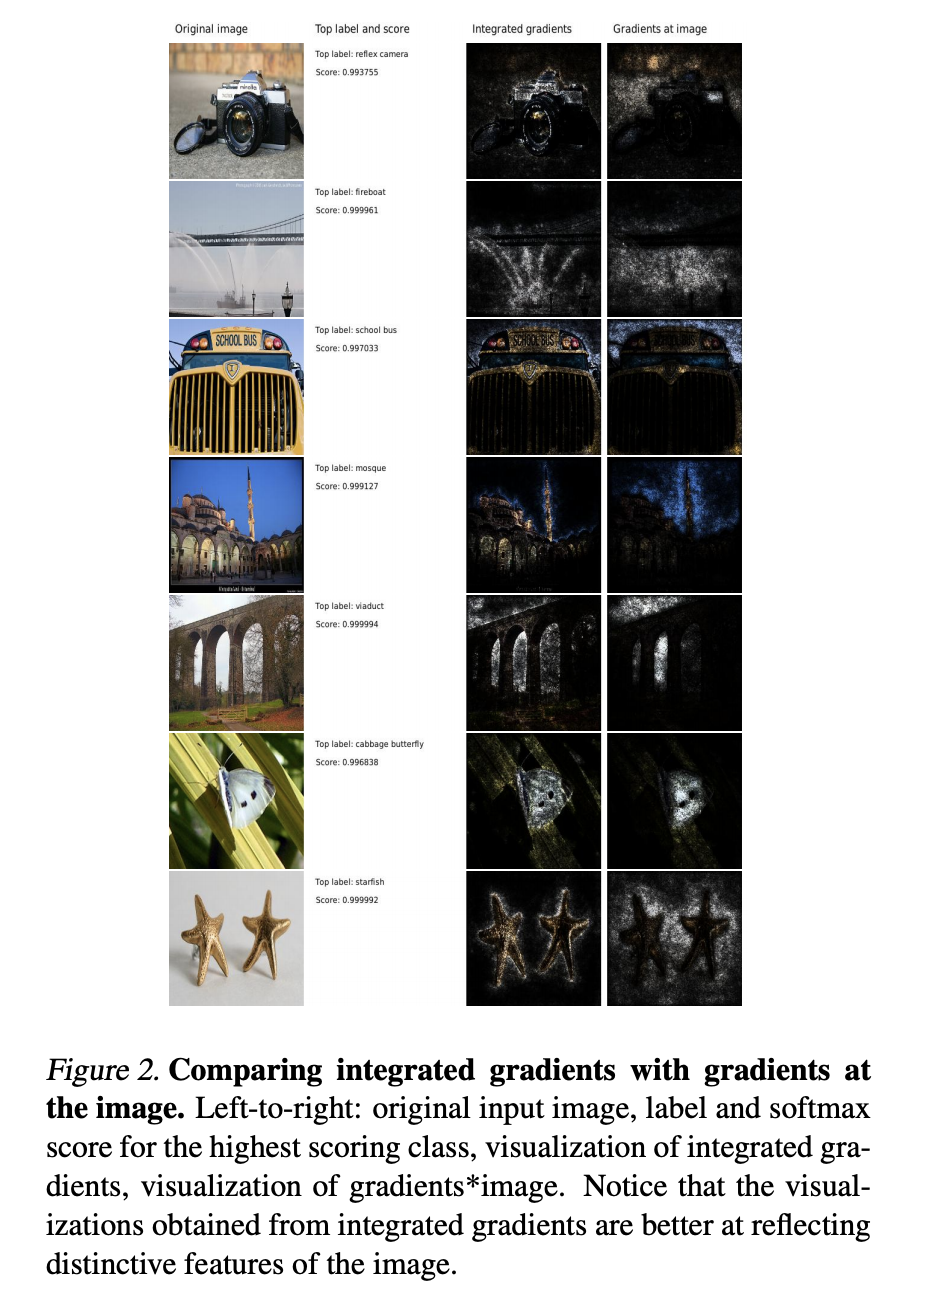 Original image Top label and score Integrated gradients Gradients at image
Top label: reflex camera
Score: 0.993755
Top label: fireboat
Score: 0.999961
SCHOOL BUS
Top label: school bus
Score: 0.997033
Top label: mosque
Score: 0.999127
Top label: viaduct
Score: 0.999994
Top label: cabbage butterfly
Score: 0.996838
Top label: starfish
Score: 0.999992
Figure 2. Comparing integrated gradients with gradients at
the image. Left-to-right: original input image, label and softmax
score for the highest scoring class, visualization of integrated gra-
dients, visualization of gradients*image. Notice that the visual-
izations obtained from integrated gradients are better at reflecting
distinctive features of the image.